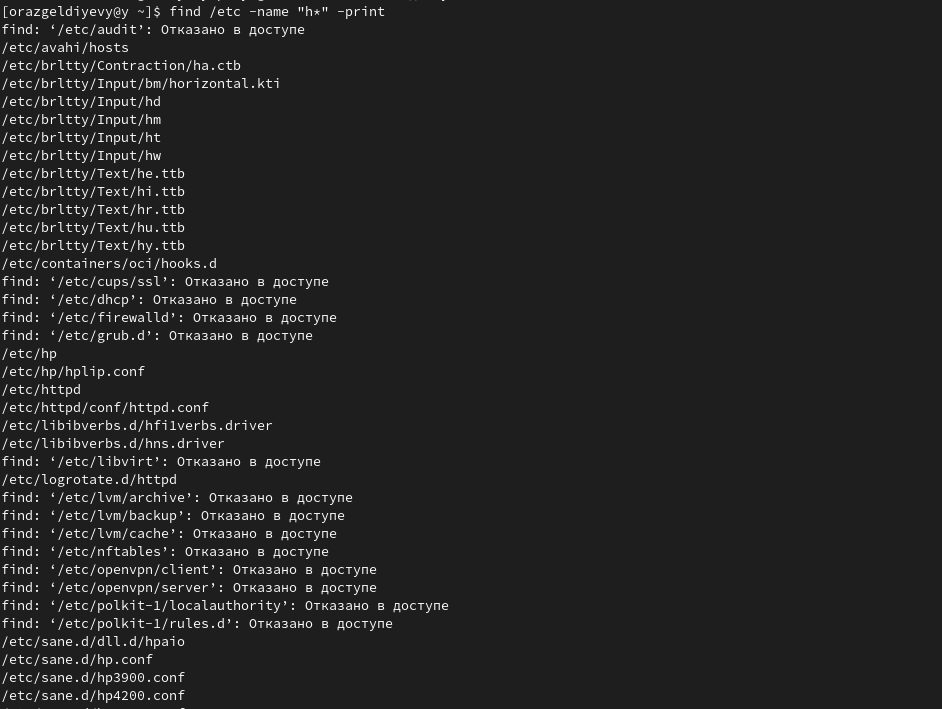 [orazgeldiyevy@y ~]$ find /etc -name "h*" -print
find: ‘/etc/audit’: Отказано в доступе
/etc/avahi/hosts
/etc/brltty/Contraction/ha.ctb
/etc/brltty/Input/bm/horizontal.kti
/etc/brltty/Input/hd
/etc/brltty/Input/hm
/etc/brltty/Input/ht
/etc/brltty/Input/hw
/etc/brltty/Text/he.ttb
/etc/brltty/Text/hi.ttb
/etc/brltty/Text/hr.ttb
/etc/brltty/Text/hu.ttb
/etc/brltty/Text/hy.ttb
/etc/containers/oci/hooks.d
find: ‘/etc/cups/ssl’: Отказано в доступе
find: ‘/etc/dhcp’: Отказано в доступе
find: ‘/etc/firewalld’: Отказано в доступе
find: ‘/etc/grub.d’: Отказано в доступе
/etc/hp
/etc/hp/hplip.conf
/etc/httpd
/etc/httpd/conf/httpd.conf
/etc/libibverbs.d/hfi1verbs.driver
/etc/libibverbs.d/hns.driver
find: ‘/etc/libvirt’: Отказано в доступе
/etc/logrotate.d/httpd
find: ‘/etc/lvm/archive’: Отказано в доступе
find: ‘/etc/lvm/backup’: Отказано в доступе
find: ‘/etc/lvm/cache’: Отказано в доступе
find: ‘/etc/nftables’: Отказано в доступе
find: ‘/etc/openvpn/client’: Отказано в доступе
find: ‘/etc/openvpn/server’: Отказано в доступе
find: ‘/etc/polkit-1/localauthority’: Отказано в доступе
find: ‘/etc/polkit-1/rules.d’: Отказано в доступе
/etc/sane.d/dll.d/hpaio
/etc/sane.d/hp.conf
/etc/sane.d/hp3900.conf
/etc/sane.d/hp4200.conf